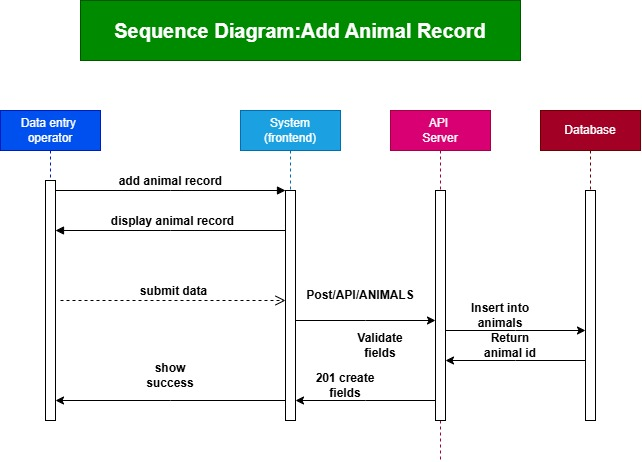 Sequence Diagram:Add Animal Record
Data entry
operator
System
(frontend)
API
Server
Database
add animal record
display animal record
submit data
Post/API/ANIMALS
Insert into
animals
Validate
fields
Return
animal id
show
success
201 create
fields